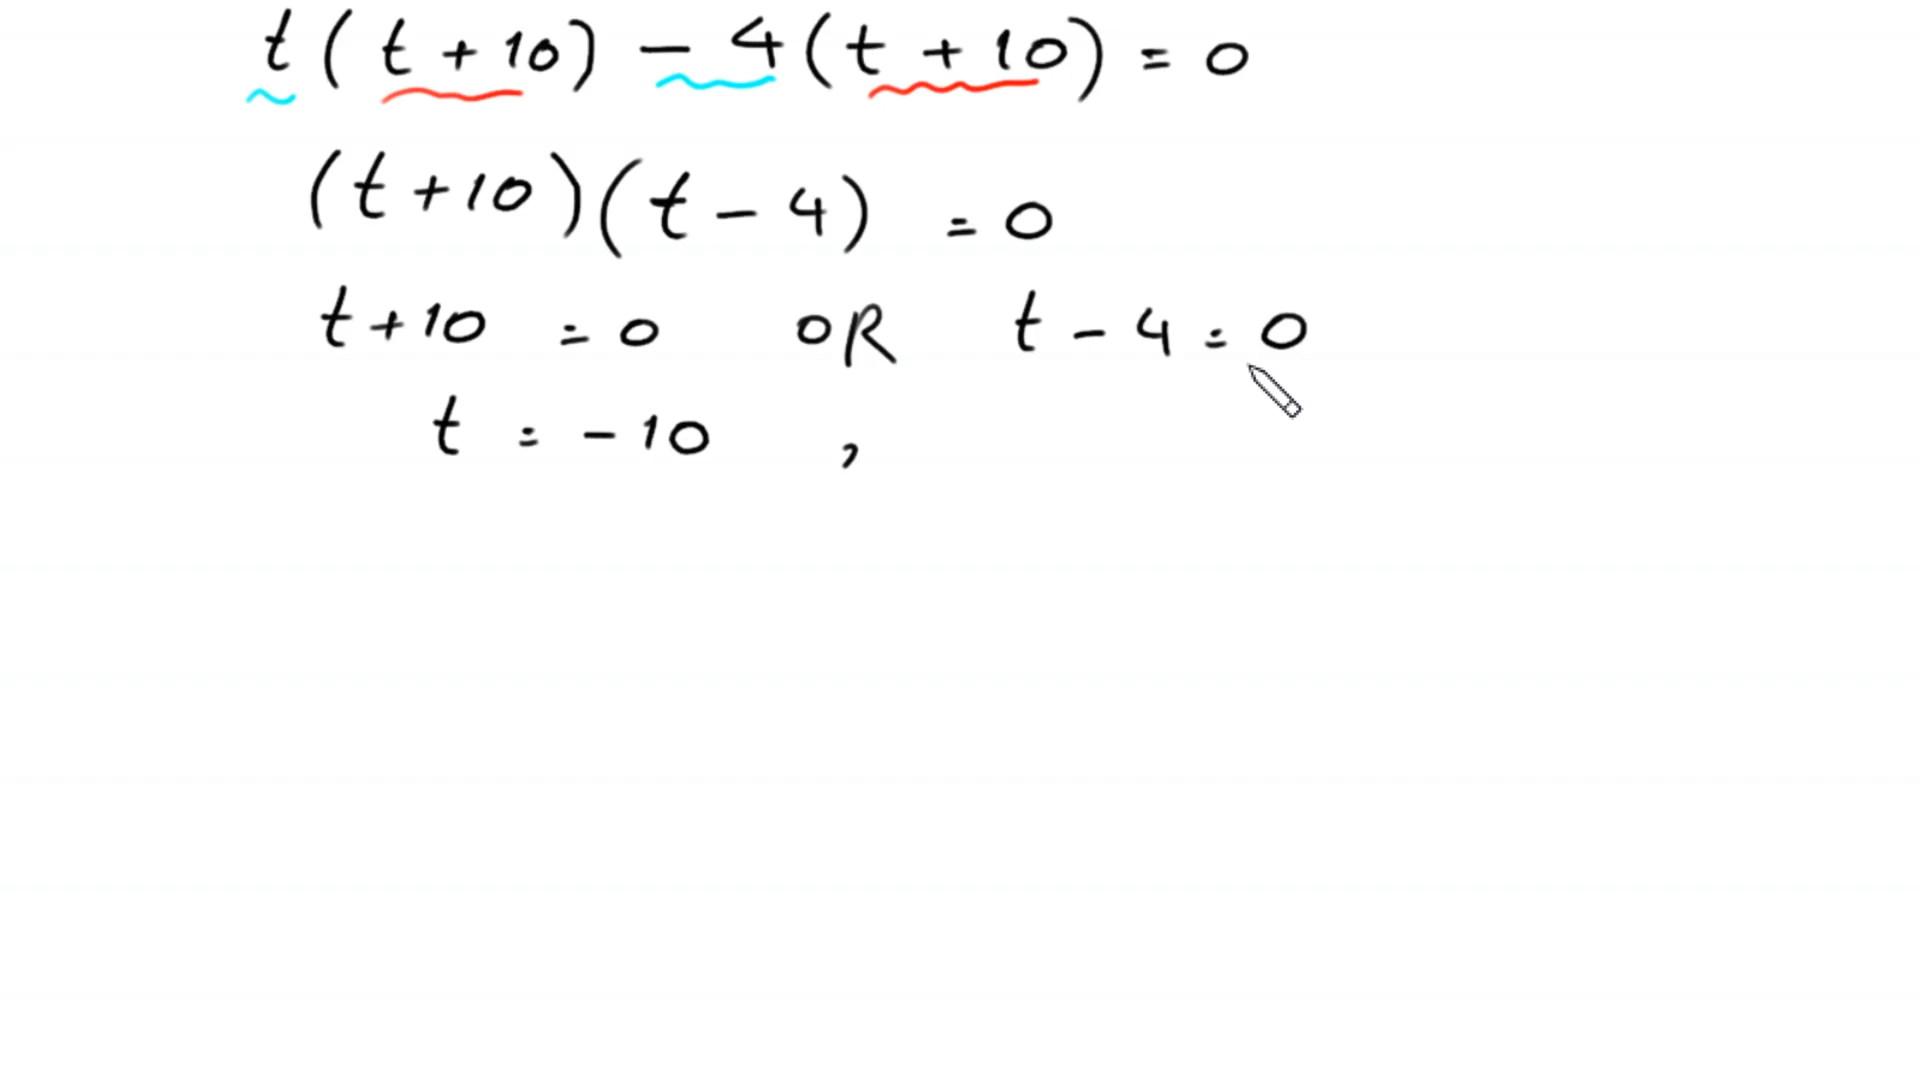 t(t+10) - 4(t+10) = 0
(t+10)(t-4) = 0
t+10 = 0 OR t-4 = 0
t = -10 ,